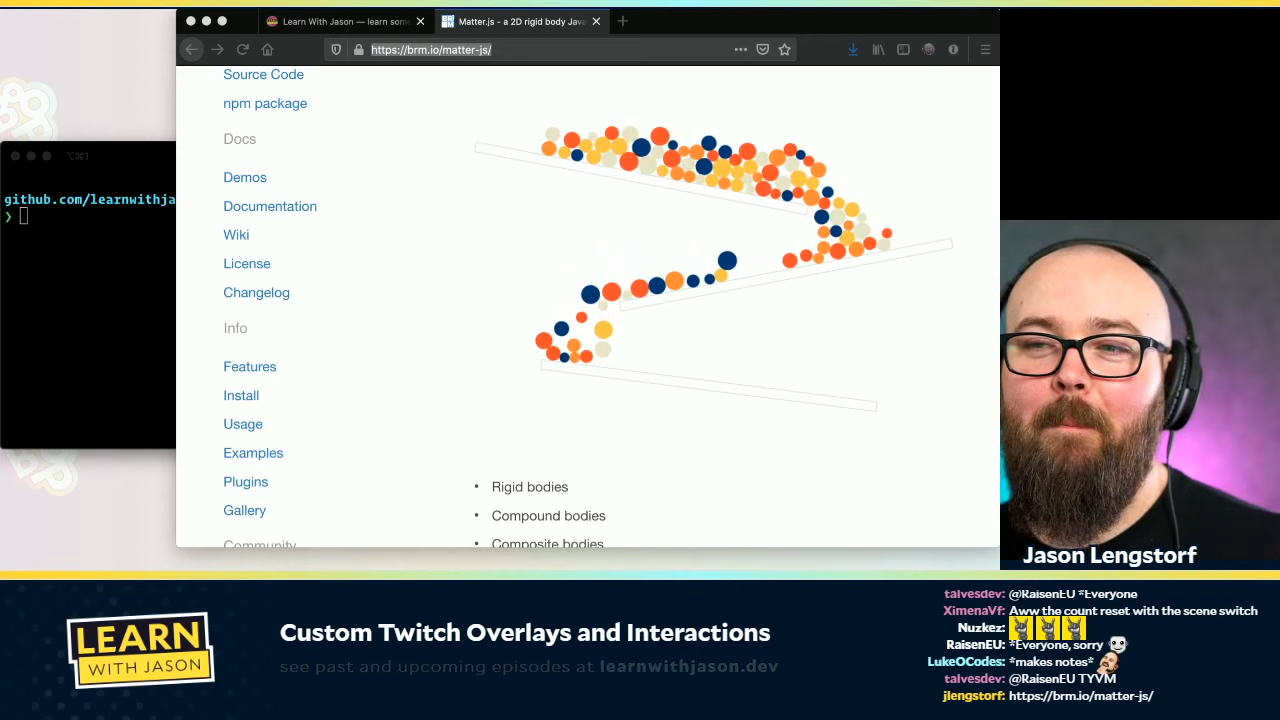 Learn With Jason — learn some
Matter.js - a 2D rigid body Java
https://brm.io/matter-js/
Source Code
npm package
Docs
Demos
Documentation
Wiki
License
Changelog
Info
Features
Install
Usage
Examples
Plugins
Gallery
Community
• Rigid bodies
• Compound bodies
• Composite bodies
⌥⌘1
github.com/learnwithja
❯
Jason Lengstorf
LEARN
WITH JASON
Custom Twitch Overlays and Interactions
see past and upcoming episodes at learnwithjason.dev
talvesdev: @RaisenEU *Everyone
XimenaVf: Aww the count reset with the scene switch
Nuzkez:
RaisenEU: *Everyone, sorry
LukeOCodes: *makes notes*
talvesdev: @RaisenEU TYVM
jlengstorf: https://brm.io/matter-js/